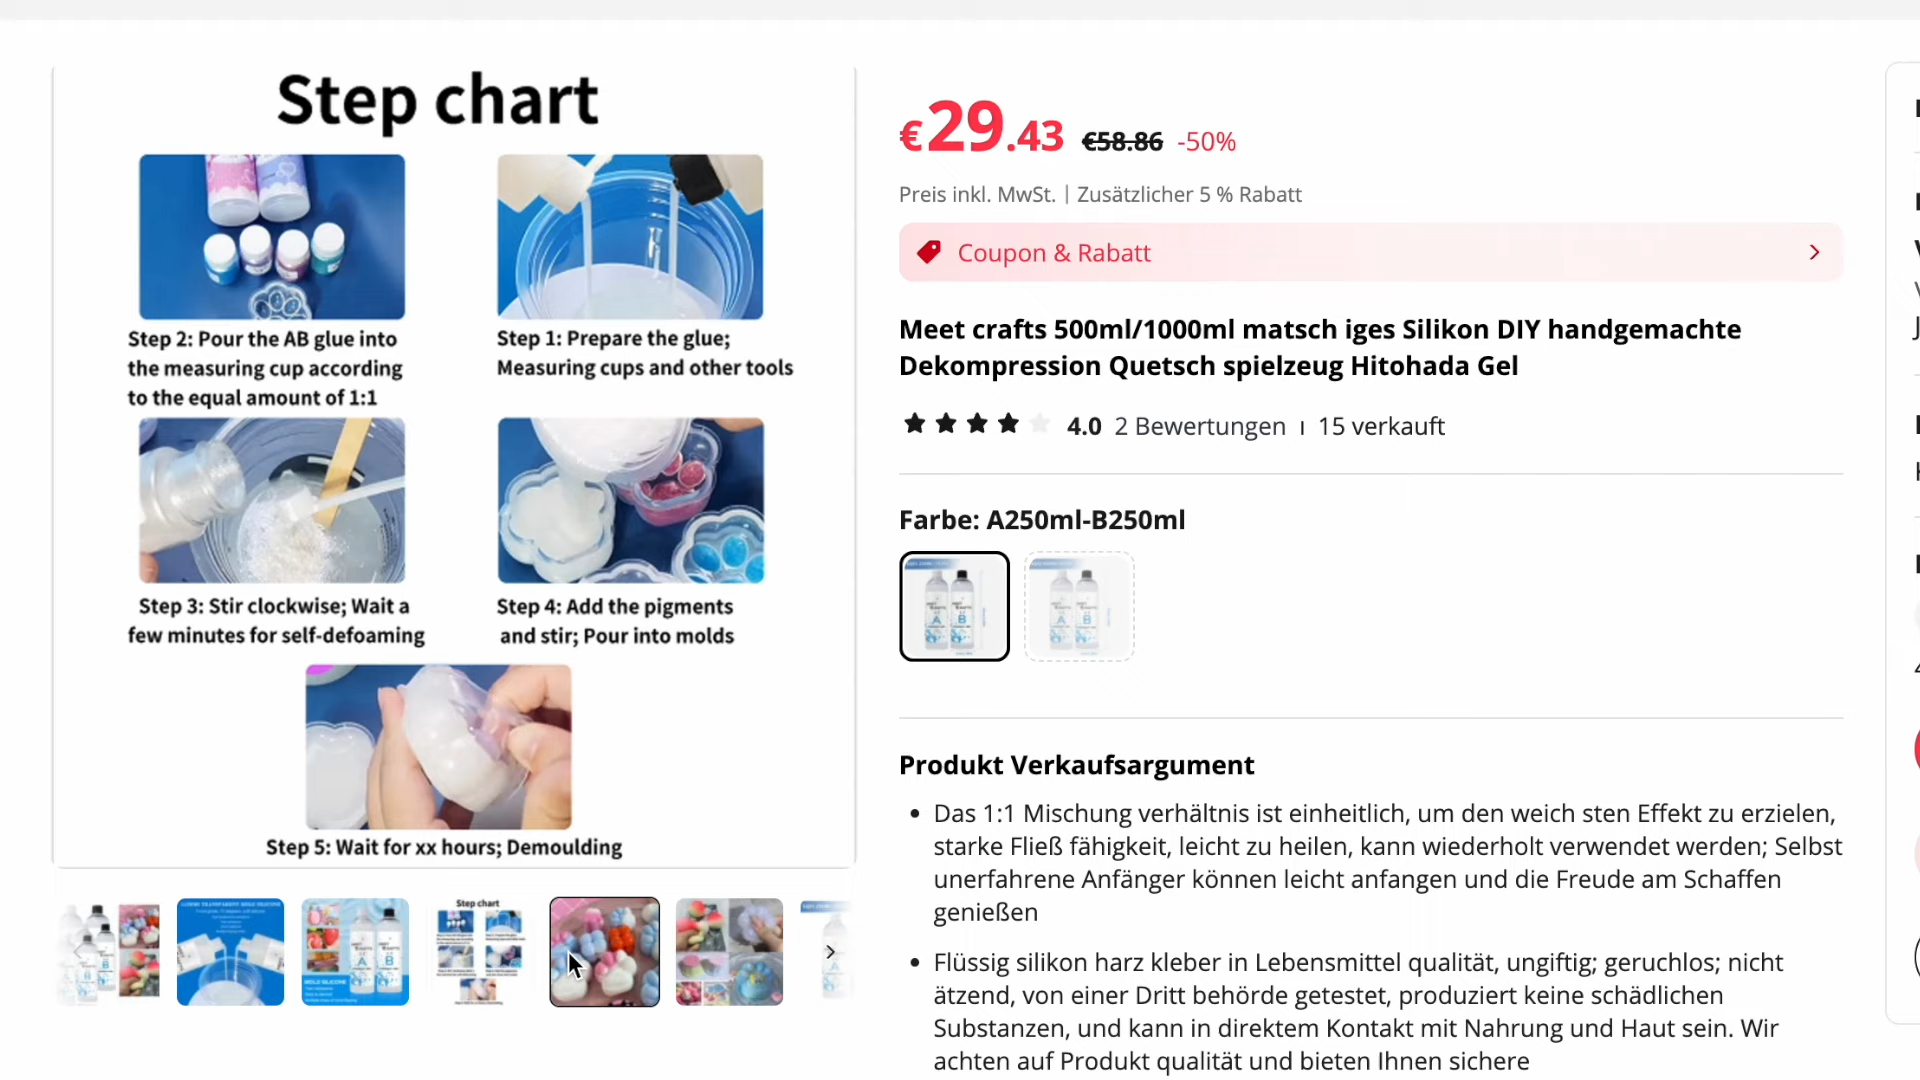 Step chart
Step 2: Pour the AB glue into
the measuring cup according
to the equal amount of 1:1
Step 1: Prepare the glue;
Measuring cups and other tools
Step 3: Stir clockwise; Wait a
few minutes for self-defoaming
Step 4: Add the pigments
and stir; Pour into molds
Step 5: Wait for xx hours; Demoulding
Step chart
€29.43 €58.86 -50%
Preis inkl. MwSt. | Zusätzlicher 5 % Rabatt
Coupon & Rabatt
Meet crafts 500ml/1000ml matsch iges Silikon DIY handgemachte
Dekompression Quetsch spielzeug Hitohada Gel
4.0 2 Bewertungen | 15 verkauft
Farbe: A250ml-B250ml
A B
A B
Produkt Verkaufsargument
• Das 1:1 Mischung verhältnis ist einheitlich, um den weich sten Effekt zu erzielen,
starke Fließ fähigkeit, leicht zu heilen, kann wiederholt verwendet werden; Selbst
unerfahrene Anfänger können leicht anfangen und die Freude am Schaffen
genießen
• Flüssig silikon harz kleber in Lebensmittel qualität, ungiftig; geruchlos; nicht
ätzend, von einer Dritt behörde getestet, produziert keine schädlichen
Substanzen, und kann in direktem Kontakt mit Nahrung und Haut sein. Wir
achten auf Produkt qualität und bieten Ihnen sichere